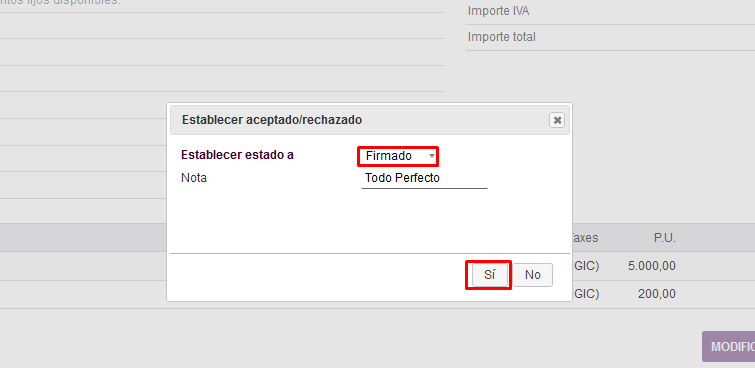 ntos fijos disponibles.
Importe IVA
Importe total
Establecer aceptado/rechazado
Establecer estado a
Firmado
Nota
Todo Perfecto
Taxes
P.U.
GIC)
5.000,00
Sí
No
GIC)
200,00
MODIFIC